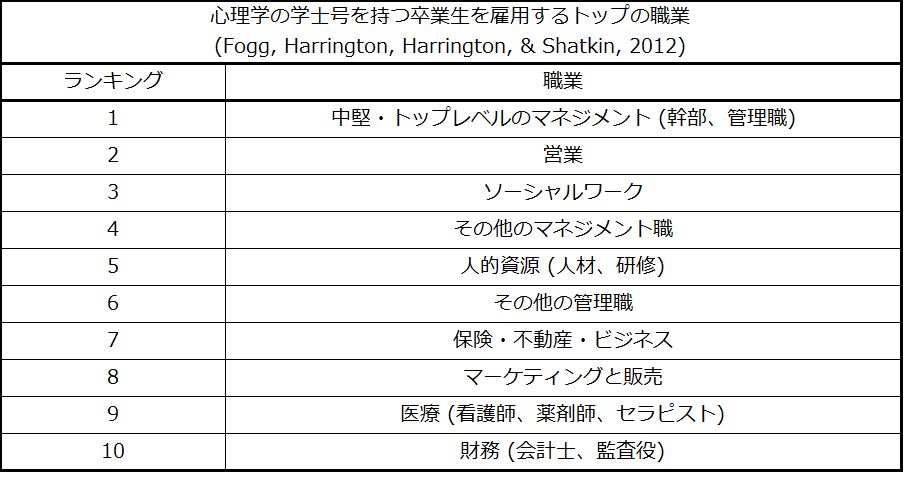 心理学の学士号を持つ卒業生を雇用するトップの職業
(Fogg, Harrington, Harrington, & Shatkin, 2012)
ランキング 職業
1 中堅・トップレベルのマネジメント (幹部、管理職)
2 営業
3 ソーシャルワーク
4 その他のマネジメント職
5 人的資源 (人材、研修)
6 その他の管理職
7 保険・不動産・ビジネス
8 マーケティングと販売
9 医療 (看護師、薬剤師、セラピスト)
10 財務 (会計士、監査役)